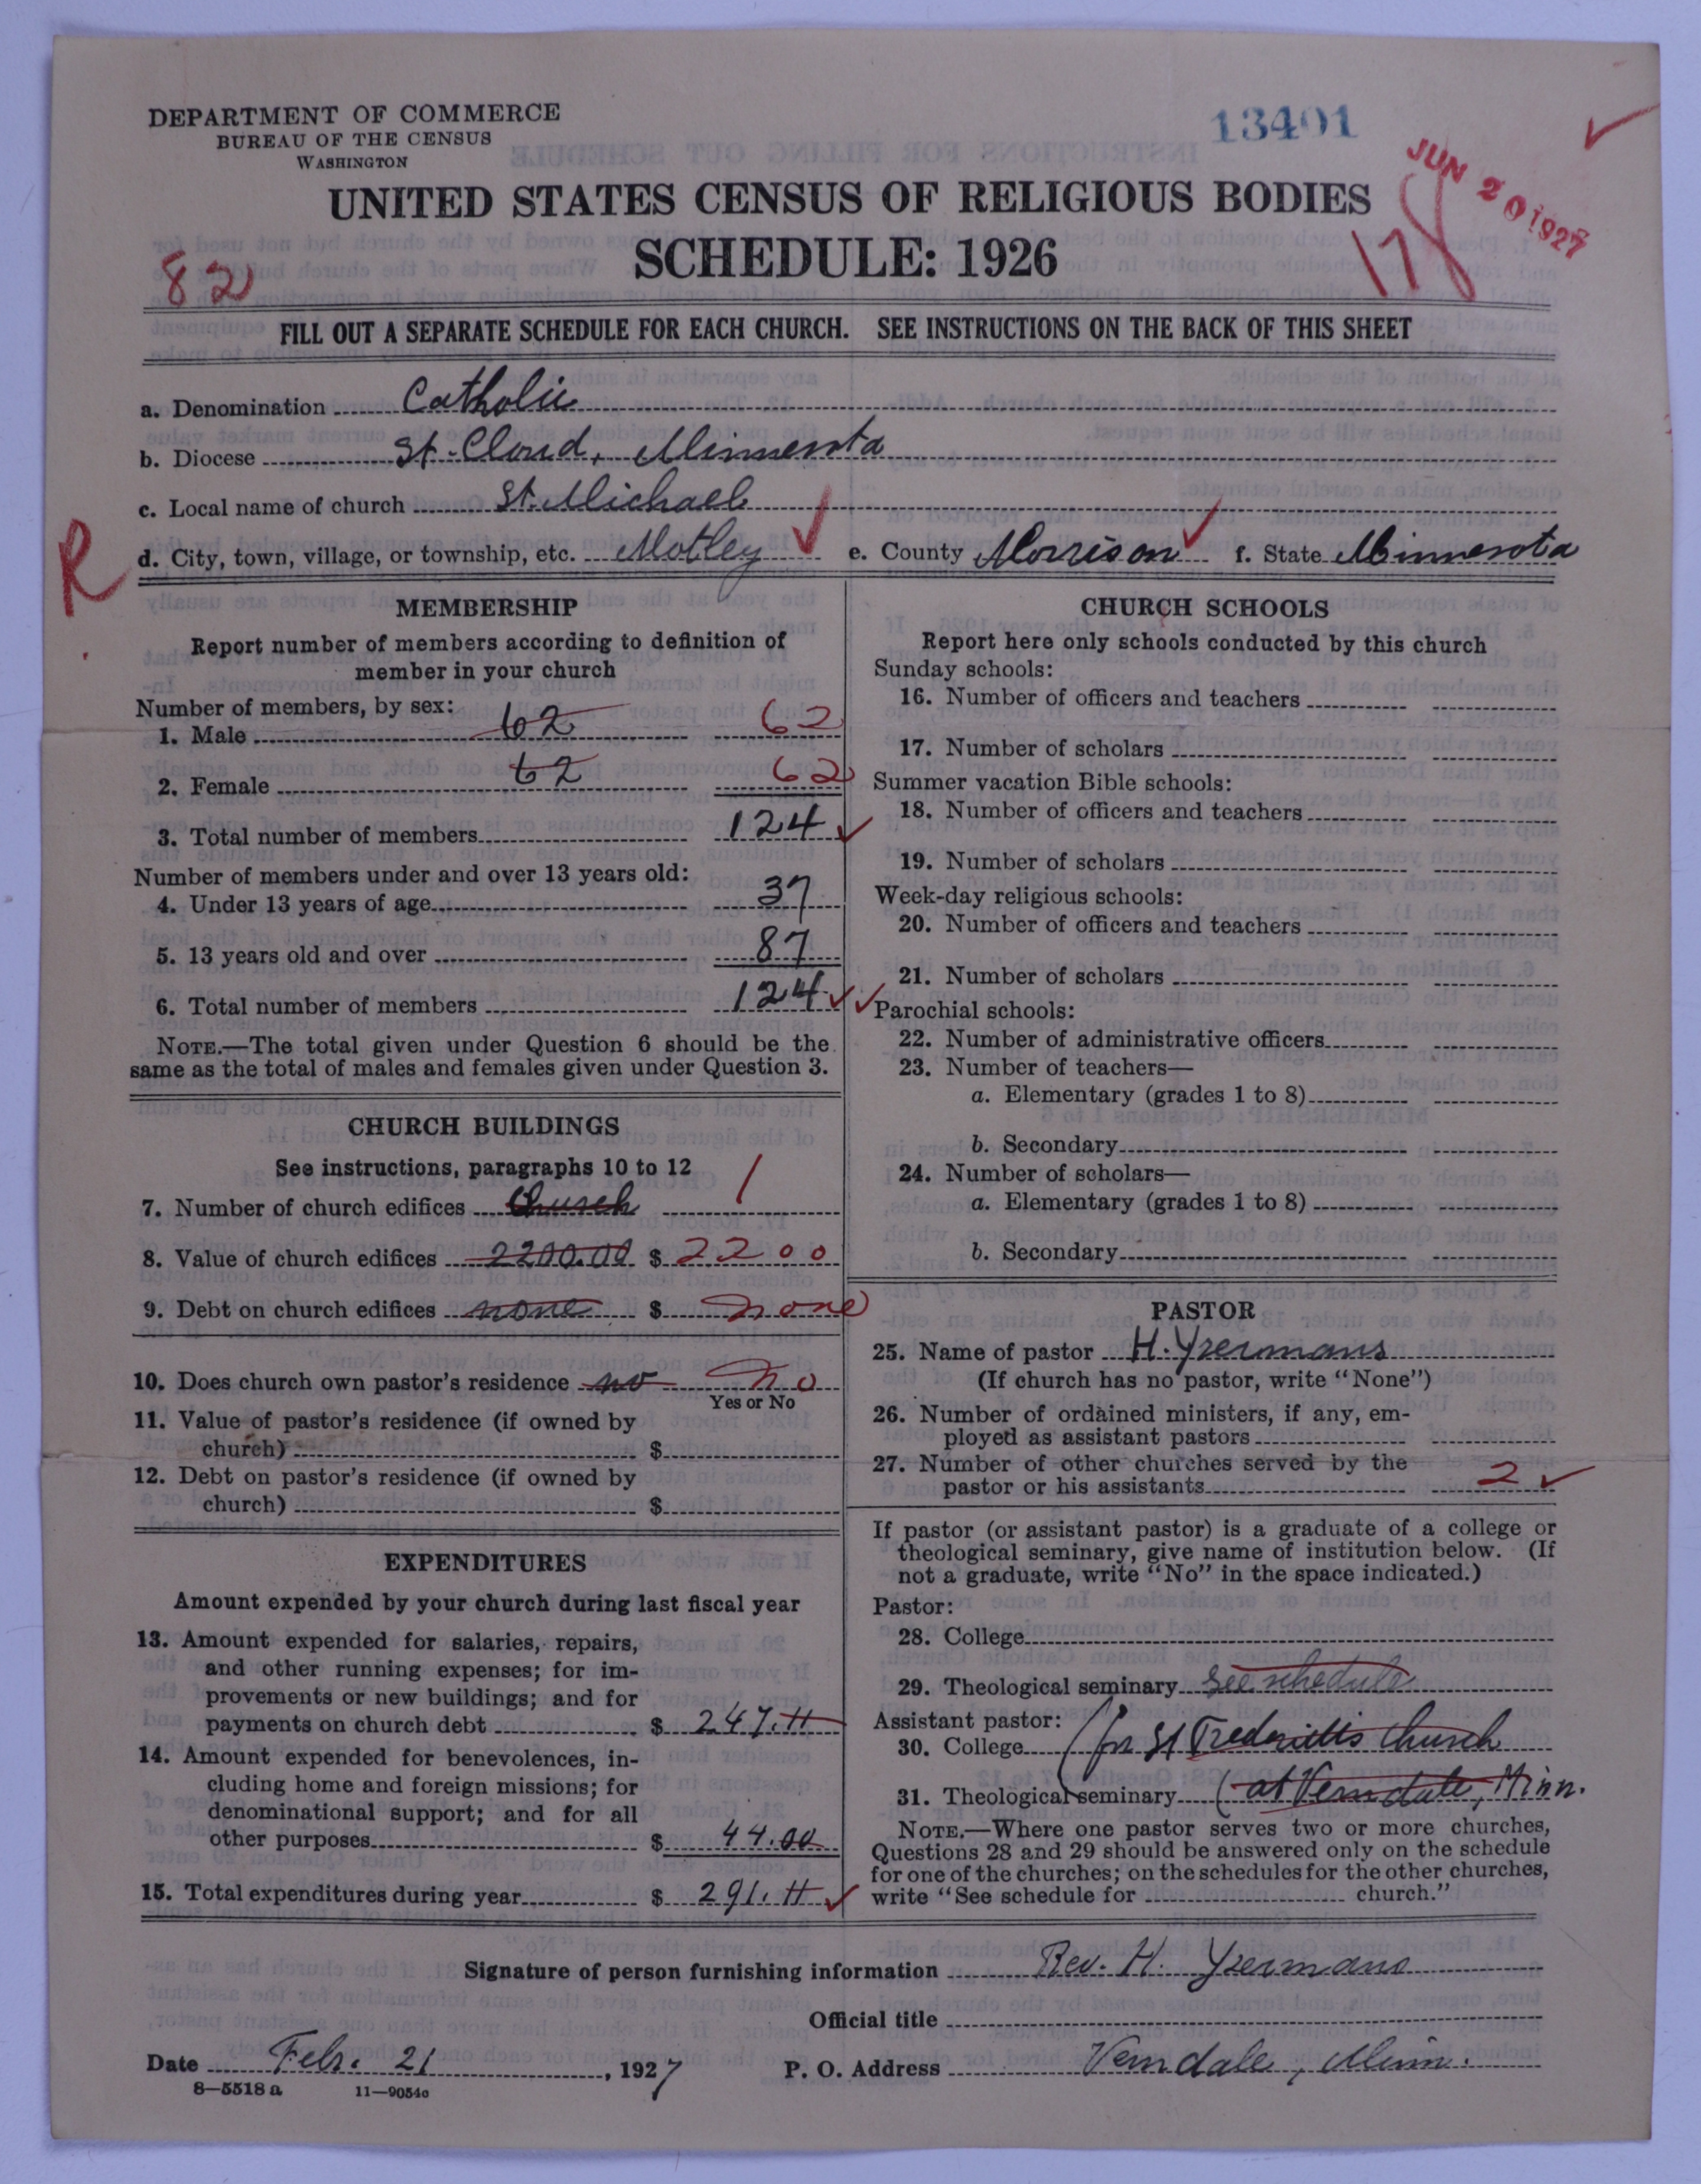 DEPARTMENT OF COMMERCE
BUREAU OF THE CENSUS
WASHINGTON
13401
JUN 20 1927
UNITED STATES CENSUS OF RELIGIOUS BODIES
SCHEDULE: 1926
82
178
FILL OUT A SEPARATE SCHEDULE FOR EACH CHURCH. SEE INSTRUCTIONS ON THE BACK OF THIS SHEET
a. Denomination Catholic
b. Diocese St. Cloud, Minnesota
c. Local name of church St. Michael
R
d. City, town, village, or township, etc. Motley e. County Morrison f. State Minnesota
MEMBERSHIP
Report number of members according to definition of
member in your church
Number of members, by sex:
1. Male 62 62
2. Female 62 62
3. Total number of members 124
Number of members under and over 13 years old:
4. Under 13 years of age 37
5. 13 years old and over 87
6. Total number of members 124
NOTE.—The total given under Question 6 should be the
same as the total of males and females given under Question 3.
CHURCH BUILDINGS
See instructions, paragraphs 10 to 12
7. Number of church edifices Church 1
8. Value of church edifices 2200.00 $ 2200
9. Debt on church edifices none $ none
10. Does church own pastor's residence no No
Yes or No
11. Value of pastor's residence (if owned by
church) $
12. Debt on pastor's residence (if owned by
church) $
EXPENDITURES
Amount expended by your church during last fiscal year
13. Amount expended for salaries, repairs,
and other running expenses; for im-
provements or new buildings; and for
payments on church debt $ 247.11
14. Amount expended for benevolences, in-
cluding home and foreign missions; for
denominational support; and for all
other purposes $ 44.00
15. Total expenditures during year $ 291.11
CHURCH SCHOOLS
Report here only schools conducted by this church
Sunday schools:
16. Number of officers and teachers
17. Number of scholars
Summer vacation Bible schools:
18. Number of officers and teachers
19. Number of scholars
Week-day religious schools:
20. Number of officers and teachers
21. Number of scholars
Parochial schools:
22. Number of administrative officers
23. Number of teachers—
a. Elementary (grades 1 to 8)
b. Secondary
24. Number of scholars—
a. Elementary (grades 1 to 8)
b. Secondary
PASTOR
25. Name of pastor H. Yzermans
(If church has no pastor, write "None")
26. Number of ordained ministers, if any, em-
ployed as assistant pastors
27. Number of other churches served by the
pastor or his assistants 2
If pastor (or assistant pastor) is a graduate of a college or
theological seminary, give name of institution below. (If
not a graduate, write "No" in the space indicated.)
Pastor:
28. College
29. Theological seminary See schedule
Assistant pastor:
30. College (for St Fredericks Church
31. Theological seminary (at Verndale, Minn.
NOTE.—Where one pastor serves two or more churches,
Questions 28 and 29 should be answered only on the schedule
for one of the churches; on the schedules for the other churches,
write "See schedule for church."
Signature of person furnishing information Rev. H. Yzermans
Official title
Date Febr. 21, 1927 P. O. Address Verndale, Minn.
8—5518 a 11—9054c